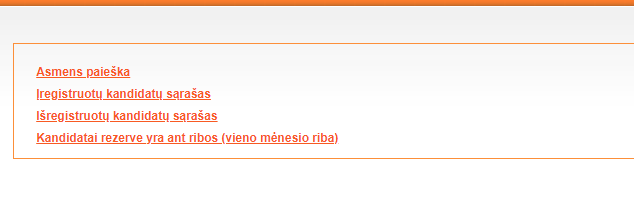 Asmens paieška
Įregistruotų kandidatų sąrašas
Išregistruotų kandidatų sąrašas
Kandidatai rezerve yra ant ribos (vieno mėnesio riba)